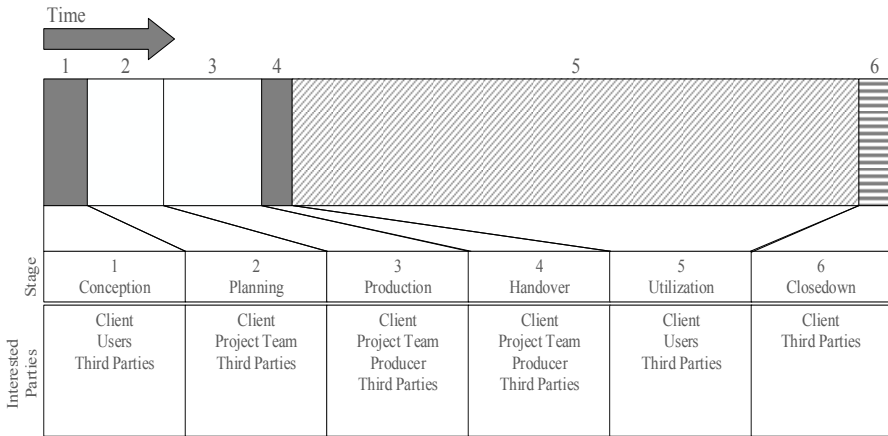 Time
1 2 3 4 5 6
Stage
1 2 3 4 5 6
Conception Planning Production Handover Utilization Closedown
Interested
Parties
Client
Users
Third Parties
Client
Project Team
Third Parties
Client
Project Team
Producer
Third Parties
Client
Project Team
Producer
Third Parties
Client
Users
Third Parties
Client
Third Parties